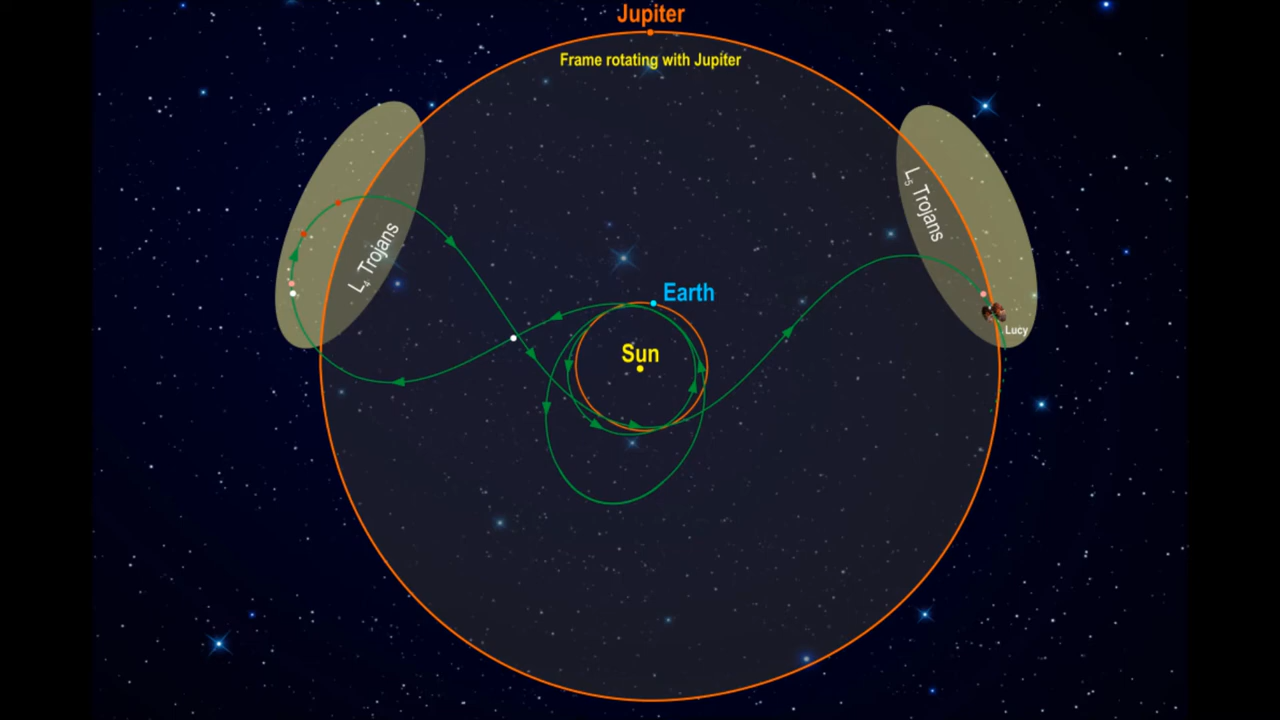 Jupiter
Frame rotating with Jupiter
L₄ Trojans
L₅ Trojans
Earth
Lucy
Sun